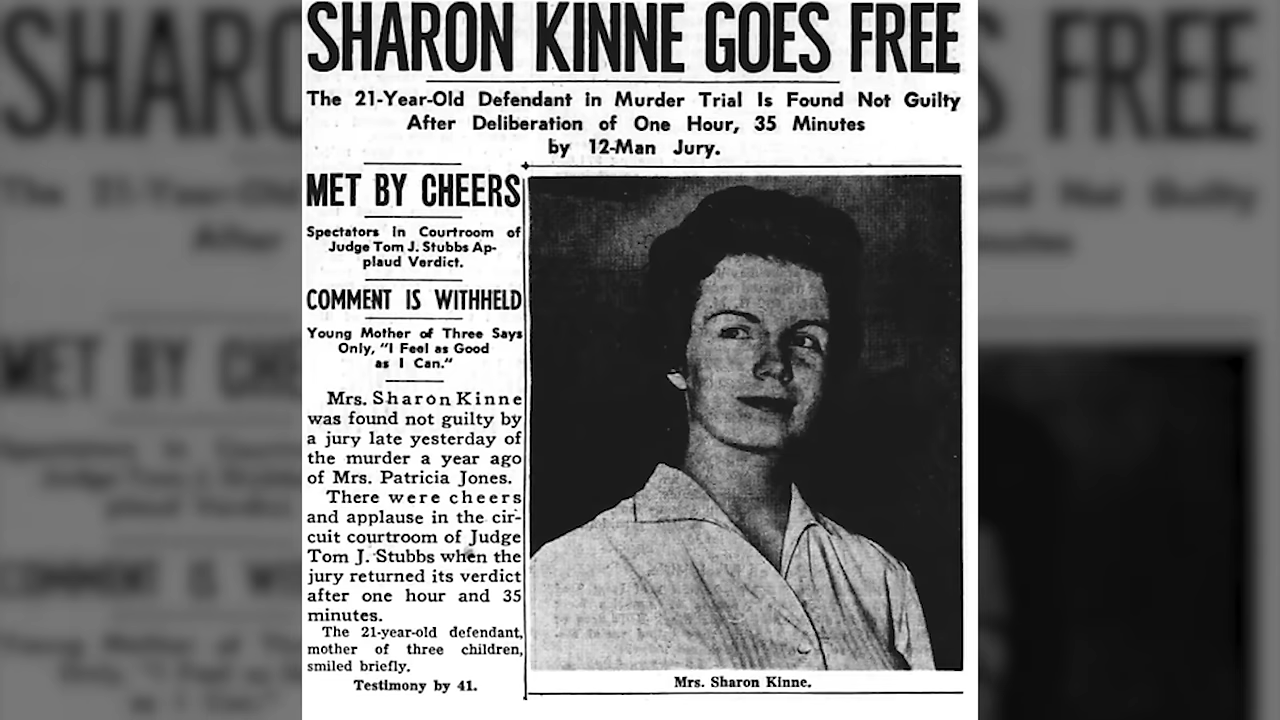 SHARON KINNE GOES FREE
The 21-Year-Old Defendant in Murder Trial Is Found Not Guilty
After Deliberation of One Hour, 35 Minutes
by 12-Man Jury.
MET BY CHEERS
Spectators in Courtroom of
Judge Tom J. Stubbs Ap-
plaud Verdict.
COMMENT IS WITHHELD
Young Mother of Three Says
Only, "I Feel as Good
as I Can."
Mrs. Sharon Kinne
was found not guilty by
a jury late yesterday of
the murder a year ago
of Mrs. Patricia Jones.
There were cheers
and applause in the cir-
cuit courtroom of Judge
Tom J. Stubbs when the
jury returned its verdict
after one hour and 35
minutes.
The 21-year-old defendant,
mother of three children,
smiled briefly.
Testimony by 41.
Mrs. Sharon Kinne.